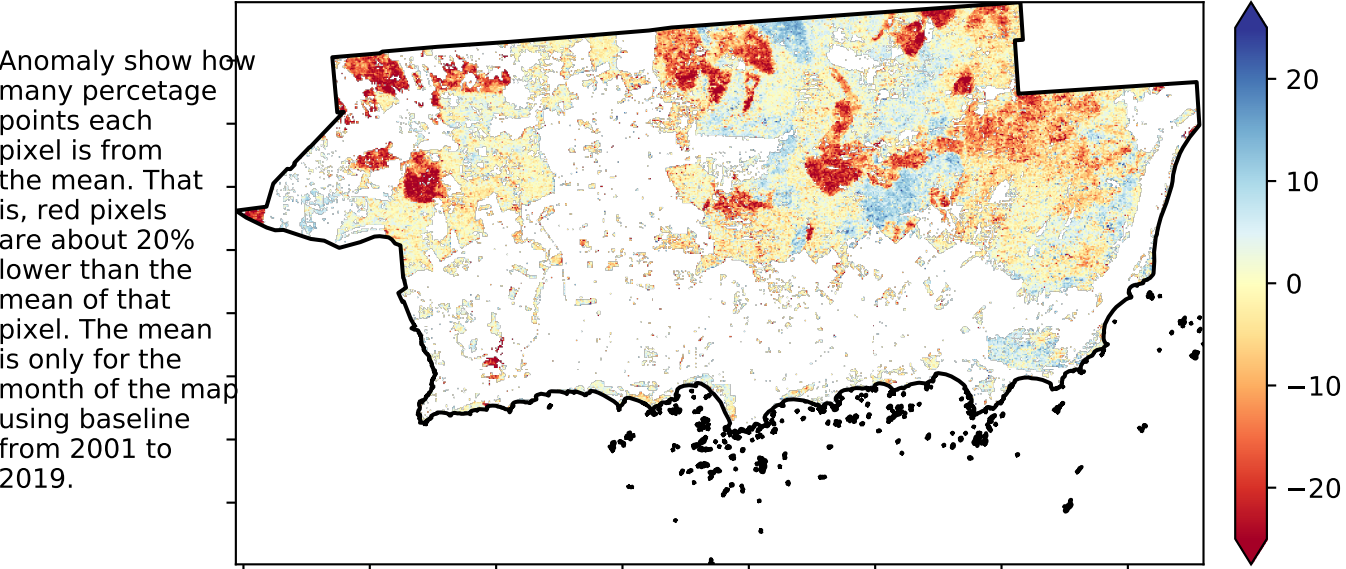 Anomaly show how
many percetage
points each
pixel is from
the mean. That
is, red pixels
are about 20%
lower than the
mean of that
pixel. The mean
is only for the
month of the map
using baseline
from 2001 to
2019.
20
10
0
−10
−20